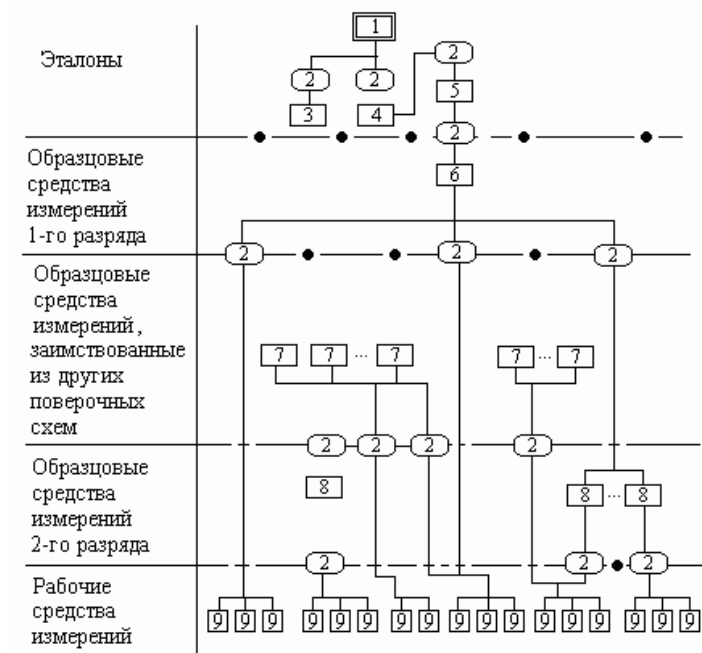 Эталоны
1
2
2
2
3
4
5
2
Образцовые
средства
измерений
1-го разряда
6
2
2
2
Образцовые
средства
измерений,
заимствованные
из других
поверочных
схем
7 7 ... 7
7 ... 7
2 2 2 2
Образцовые
средства
измерений
2-го разряда
8
8 ... 8
2
2
2
Рабочие
средства
измерений
9 9 9 9 9 9 9 9 9 9 9 9 9 9 9 9 9